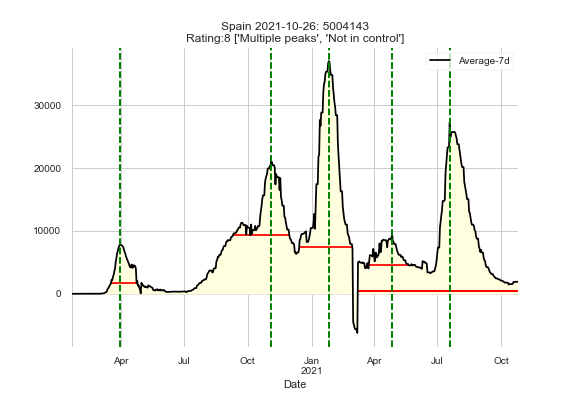 Spain 2021-10-26: 5004143
Rating:8 ['Multiple peaks', 'Not in control']
Average-7d
30000
20000
10000
0
Apr
Jul
Oct
Jan
2021
Apr
Jul
Oct
Date